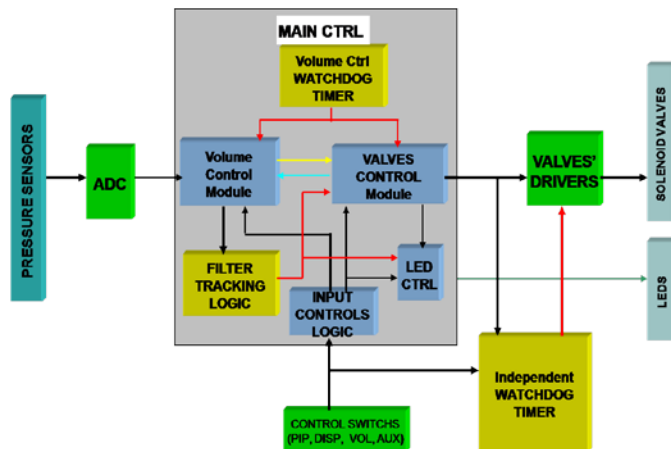 MAIN CTRL
Volume Ctrl
WATCHDOG
TIMER
PRESSURE SENSORS
ADC
Volume
Control
Module
VALVES
CONTROL
Module
VALVES'
DRIVERS
SOLENOID VALVES
FILTER
TRACKING
LOGIC
LED
CTRL
INPUT
CONTROLS
LOGIC
LEDS
Independent
WATCHDOG
TIMER
CONTROL SWITCHS
(PIP, DISP, VOL, AUX)